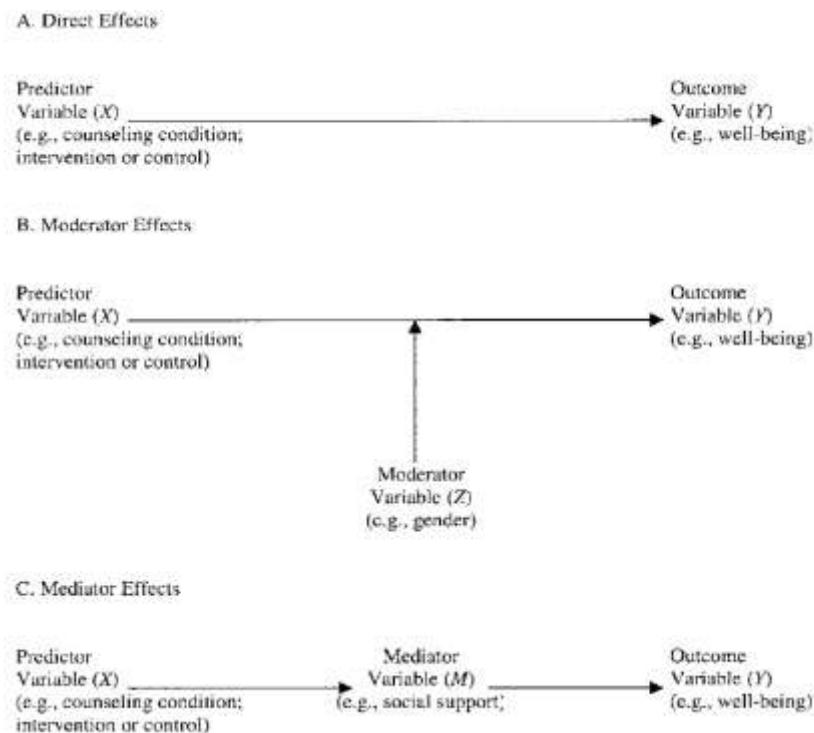 A. Direct Effects
Predictor
Variable (X)
(e.g., counseling condition;
intervention or control)
Outcome
Variable (Y)
(e.g., well-being)
B. Moderator Effects
Predictor
Variable (X)
(e.g., counseling condition;
intervention or control)
Outcome
Variable (Y)
(e.g., well-being)
Moderator
Variable (Z)
(e.g., gender)
C. Mediator Effects
Predictor
Variable (X)
(e.g., counseling condition;
intervention or control)
Mediator
Variable (M)
(e.g., social support)
Outcome
Variable (Y)
(e.g., well-being)